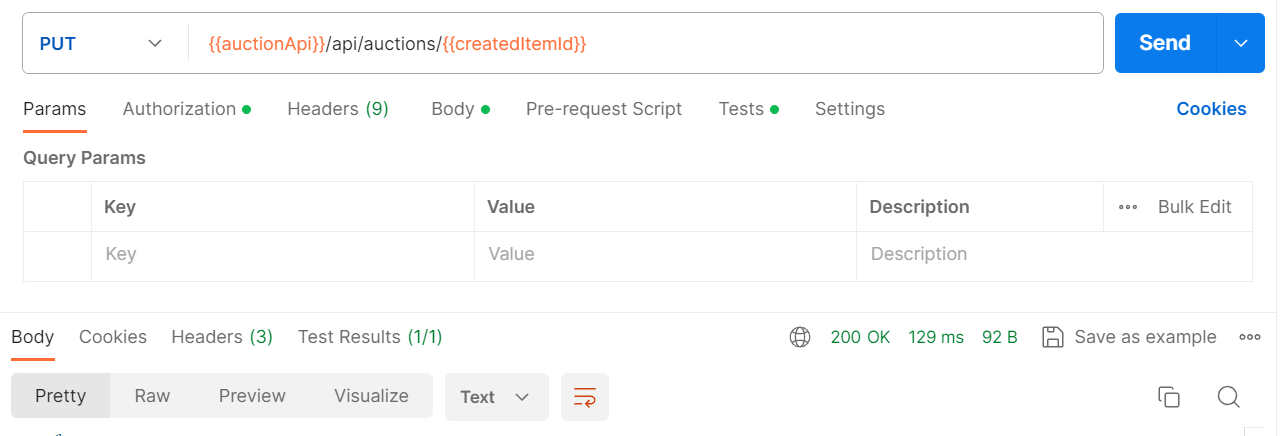 PUT {{auctionApi}}/api/auctions/{{createdItemId}} Send
Params Authorization Headers (9) Body Pre-request Script Tests Settings Cookies
Query Params
Key Value Description Bulk Edit
Key Value Description
Body Cookies Headers (3) Test Results (1/1) 200 OK 129 ms 92 B Save as example
Pretty Raw Preview Visualize Text